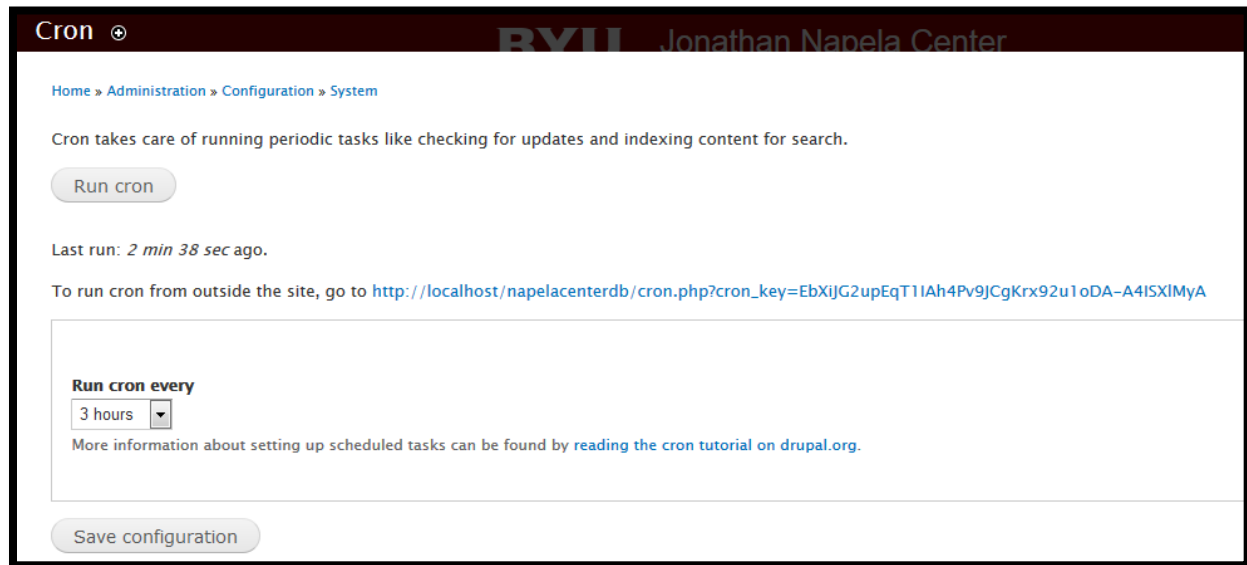 Cron
BYU Jonathan Napela Center
Home » Administration » Configuration » System
Cron takes care of running periodic tasks like checking for updates and indexing content for search.
Run cron
Last run: 2 min 38 sec ago.
To run cron from outside the site, go to http://localhost/napelacenterdb/cron.php?cron_key=EbXiJG2upEqT1IAh4Pv9JCgKrx92u1oDA-A4ISXlMyA
Run cron every
3 hours
More information about setting up scheduled tasks can be found by reading the cron tutorial on drupal.org.
Save configuration